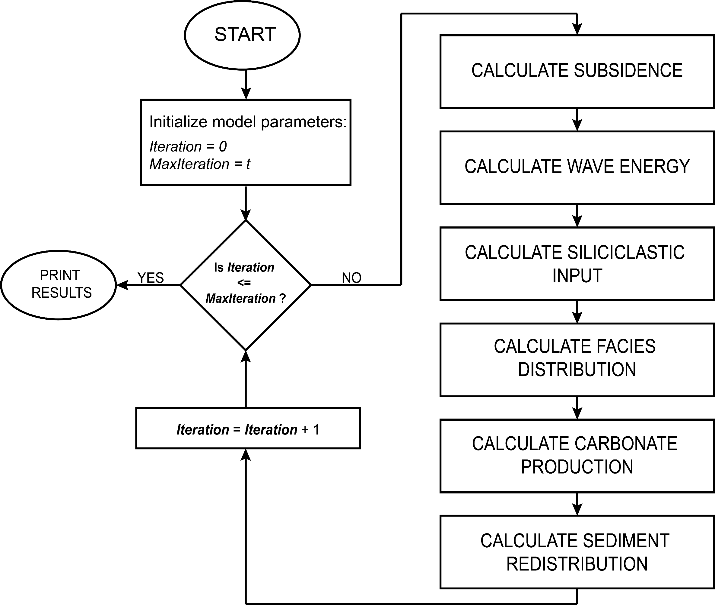 START
Initialize model parameters:
Iteration = 0
MaxIteration = t
Is Iteration
<=
MaxIteration ?
YES
PRINT
RESULTS
NO
CALCULATE SUBSIDENCE
CALCULATE WAVE ENERGY
CALCULATE SILICICLASTIC
INPUT
CALCULATE FACIES
DISTRIBUTION
CALCULATE CARBONATE
PRODUCTION
CALCULATE SEDIMENT
REDISTRIBUTION
Iteration = Iteration + 1